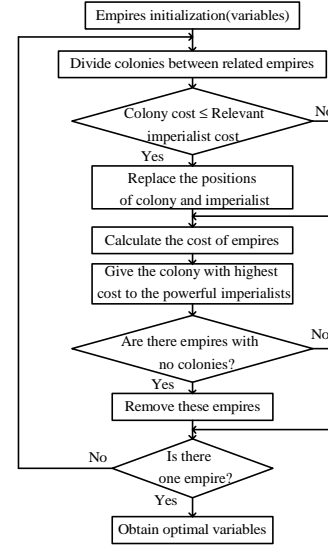 Empires initialization(variables)
Divide colonies between related empires
Colony cost ≤ Relevant
imperialist cost
No
Yes
Replace the positions
of colony and imperialist
Calculate the cost of empires
Give the colony with highest
cost to the powerful imperialists
Are there empires with
no colonies?
No
Yes
Remove these empires
No
Is there
one empire?
Yes
Obtain optimal variables